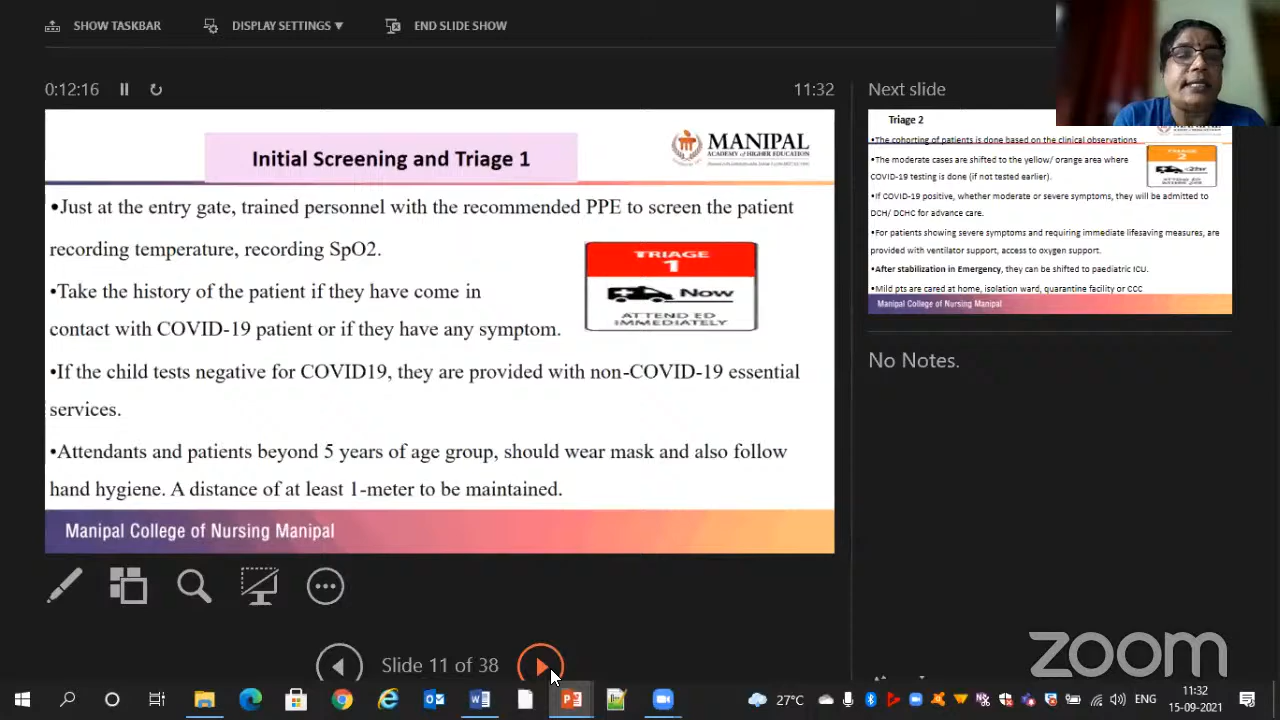 SHOW TASKBAR
DISPLAY SETTINGS ▼
END SLIDE SHOW
0:12:16
11:32
Initial Screening and Triage 1
MANIPAL
ACADEMY of HIGHER EDUCATION
•Just at the entry gate, trained personnel with the recommended PPE to screen the patient
recording temperature, recording SpO2.
TRIAGE
1
Now
ATTEND ED
IMMEDIATELY
•Take the history of the patient if they have come in
contact with COVID-19 patient or if they have any symptom.
•If the child tests negative for COVID19, they are provided with non-COVID-19 essential
services.
•Attendants and patients beyond 5 years of age group, should wear mask and also follow
hand hygiene. A distance of at least 1-meter to be maintained.
Manipal College of Nursing Manipal
Slide 11 of 38
Next slide
Triage 2
•The cohorting of patients is done based on the clinical observations
•The moderate cases are shifted to the yellow/ orange area where
COVID-19 testing is done (if not tested earlier).
TRIAGE
2
<2hr
•If COVID-19 positive, whether moderate or severe symptoms, they will be admitted to
DCH/ DCHC for advance care.
•For patients showing severe symptoms and requiring immediate lifesaving measures, are
provided with ventilator support, access to oxygen support.
•After stabilization in Emergency, they can be shifted to paediatric ICU.
•Mild pts are cared at home, isolation ward, quarantine facility or CCC
Manipal College of Nursing Manipal
No Notes.
zoom
27°C
ENG
11:32
15-09-2021